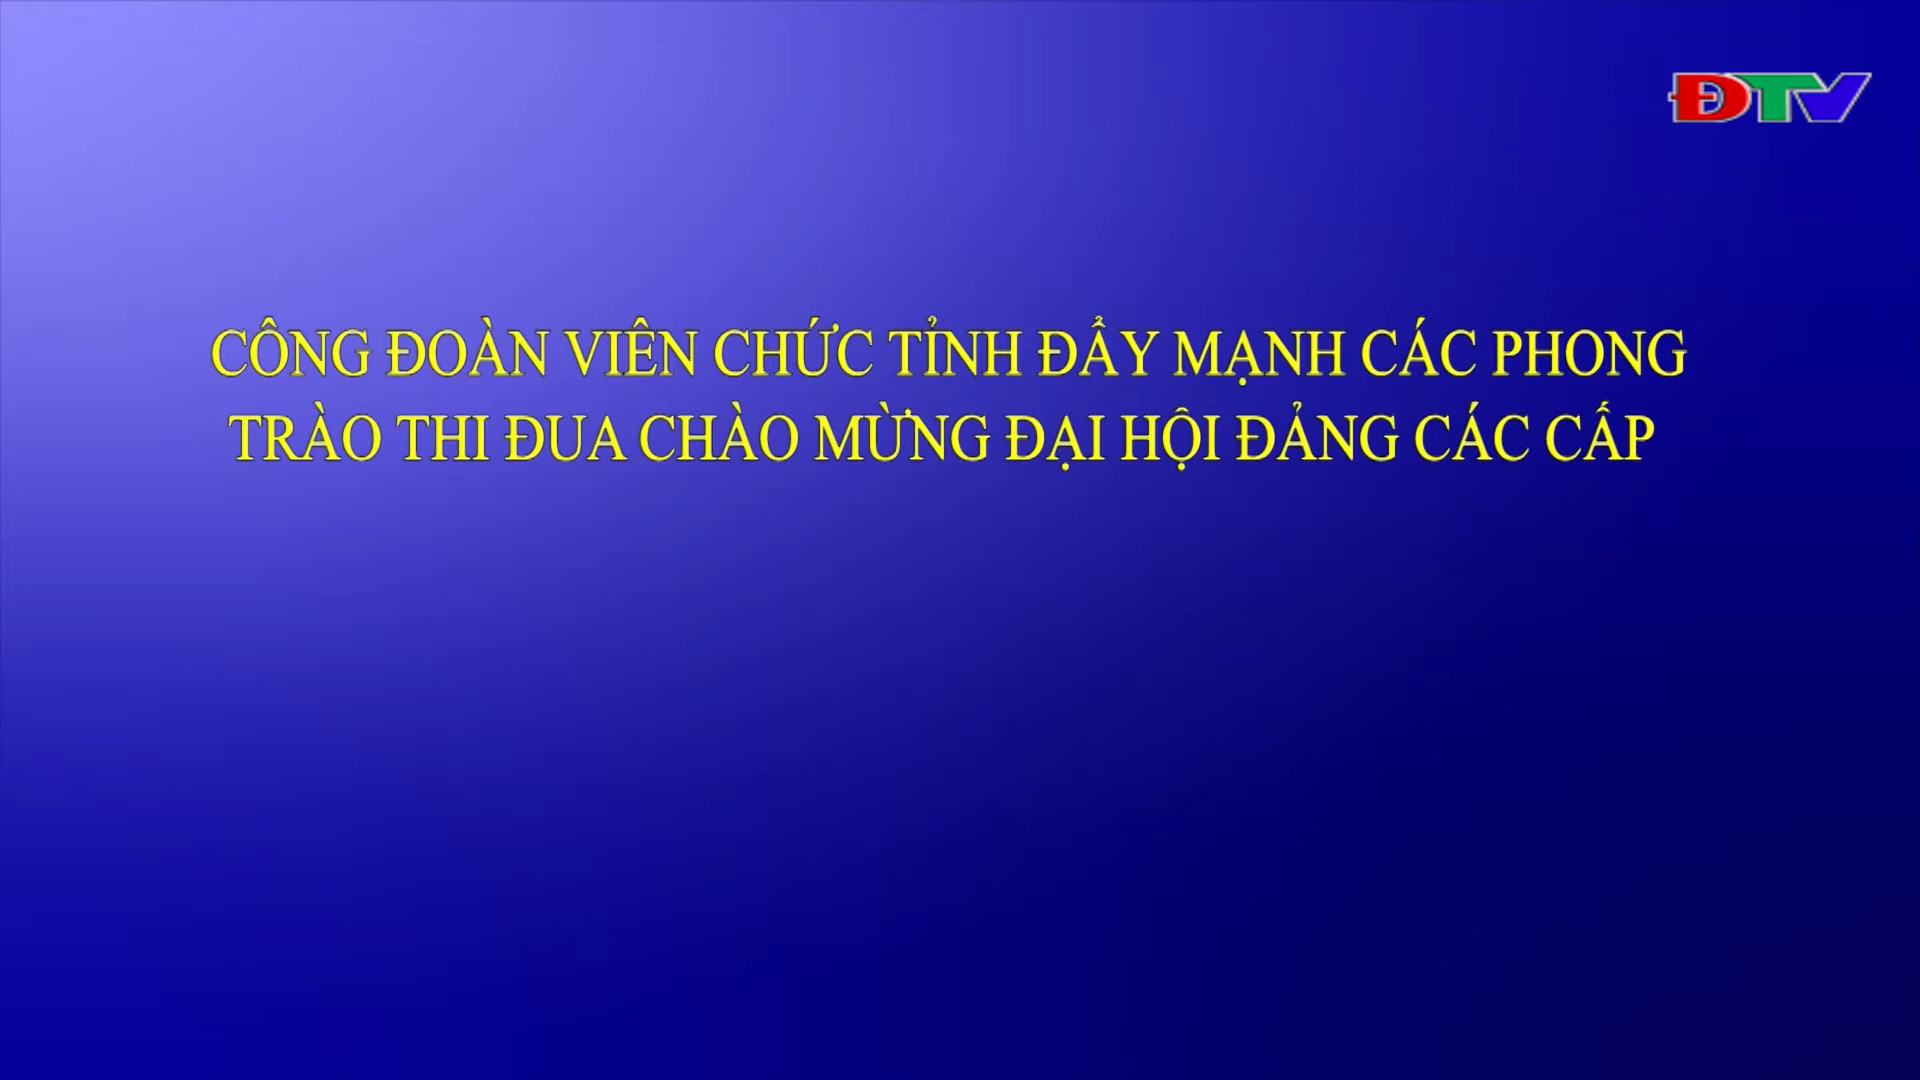 ĐTV
CÔNG ĐOÀN VIÊN CHỨC TỈNH ĐẨY MẠNH CÁC PHONG
TRÀO THI ĐUA CHÀO MỪNG ĐẠI HỘI ĐẢNG CÁC CẤP